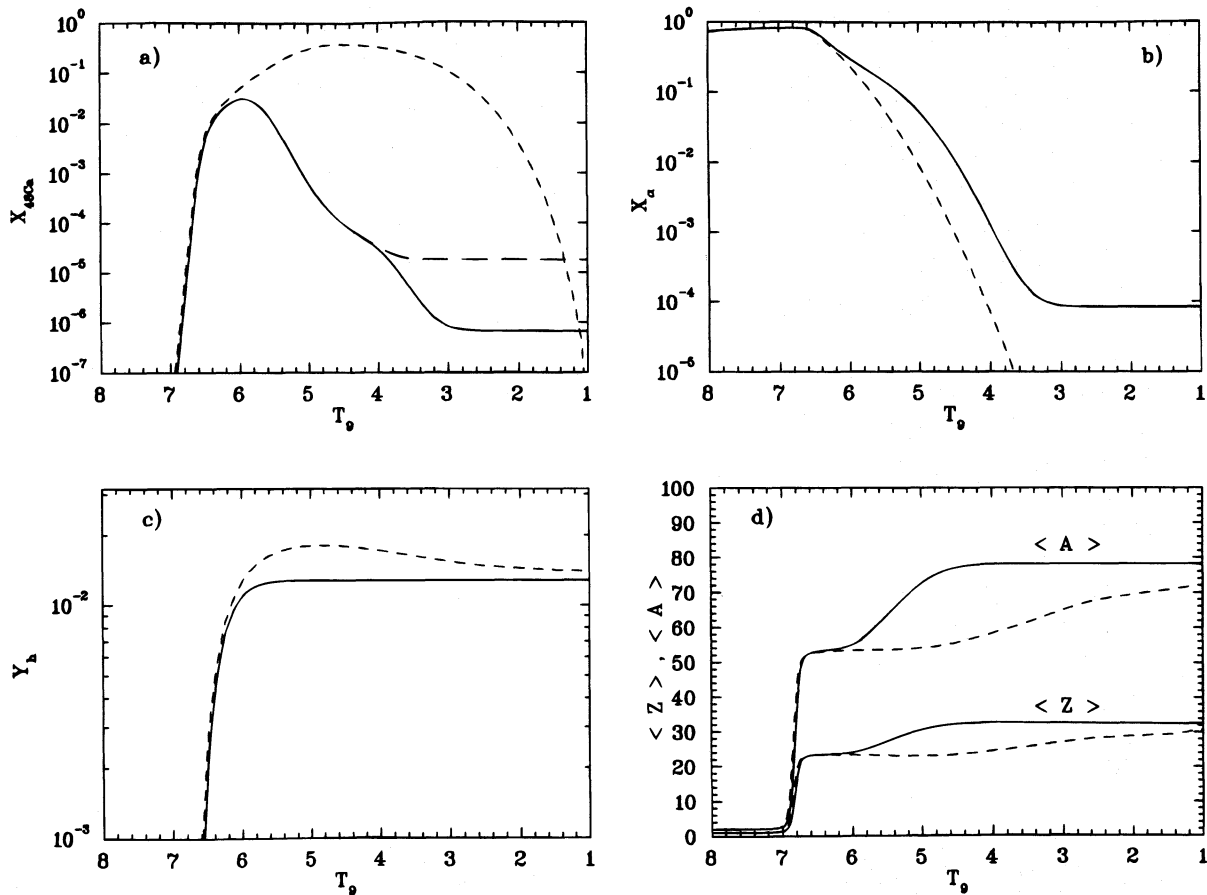 a)
10⁰
10⁻¹
10⁻²
10⁻³
10⁻⁴
10⁻⁵
10⁻⁶
10⁻⁷
X₄₈Ca
8 7 6 5 4 3 2 1
T₉
b)
10⁰
10⁻¹
10⁻²
10⁻³
10⁻⁴
10⁻⁵
Xα
8 7 6 5 4 3 2 1
T₉
c)
10⁻²
10⁻³
Yₕ
8 7 6 5 4 3 2 1
T₉
d)
100
90
80
70
60
50
40
30
20
10
0
< Z > , < A >
< A >
< Z >
8 7 6 5 4 3 2 1
T₉